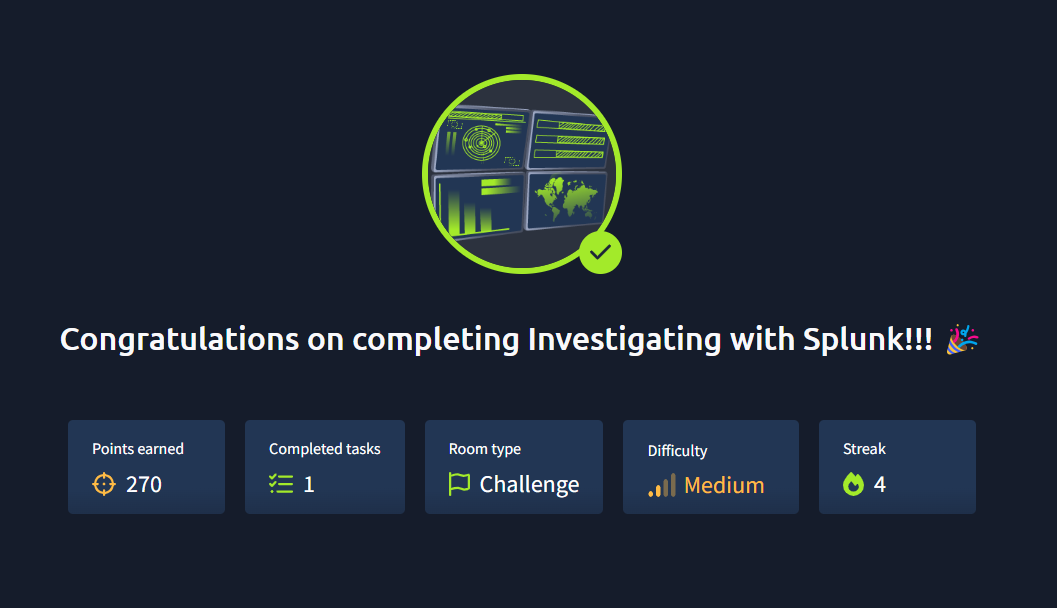 Congratulations on completing Investigating with Splunk!!! 🎉
Points earned
270
Completed tasks
1
Room type
Challenge
Difficulty
Medium
Streak
4